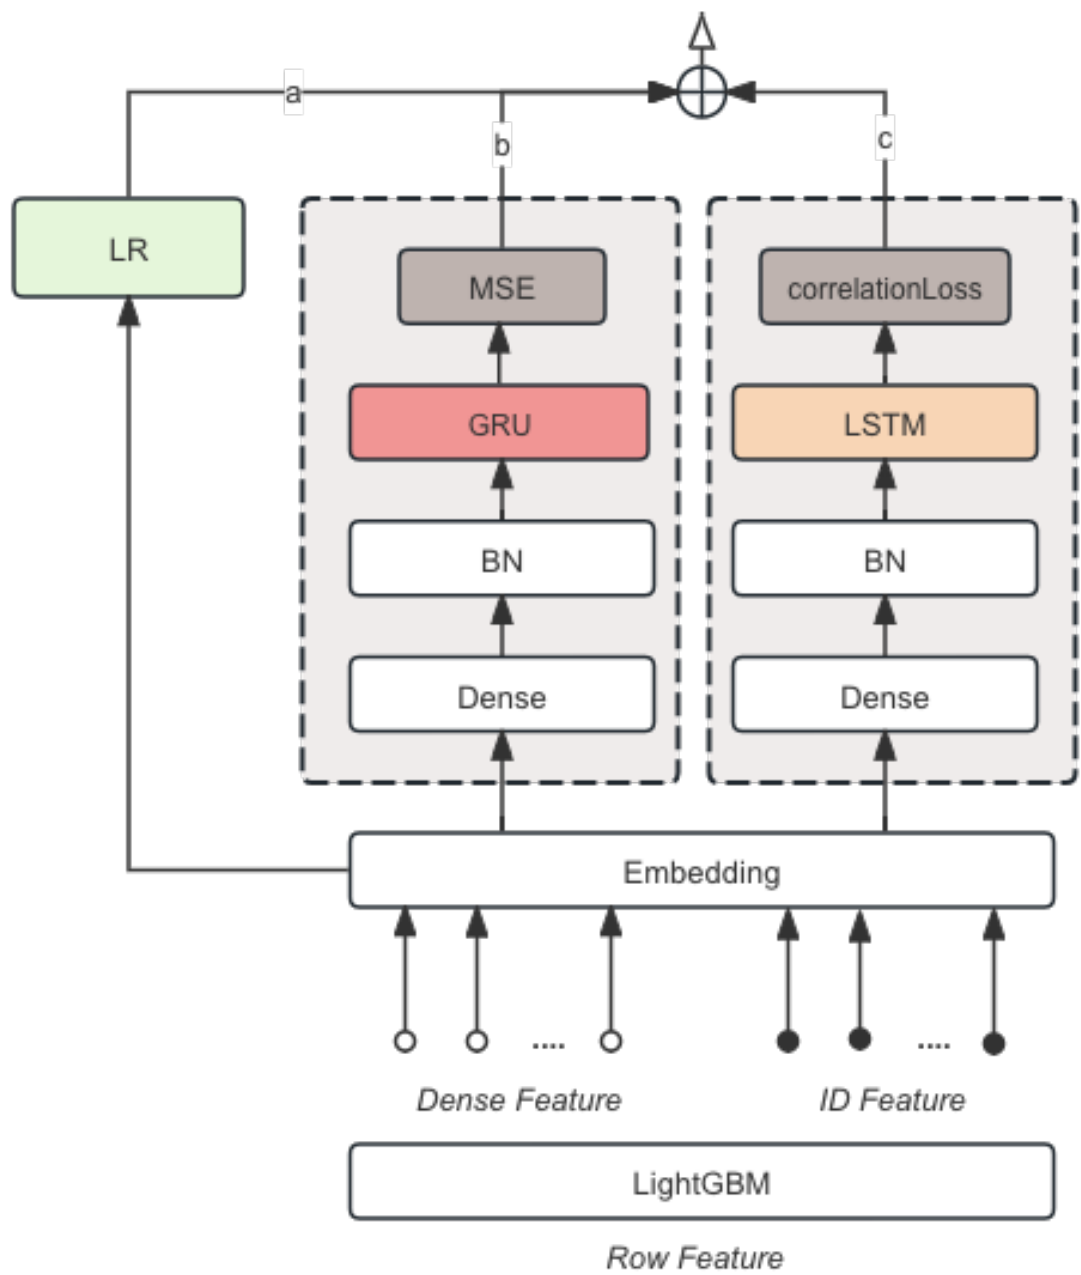 a
b
c
LR
MSE
correlationLoss
GRU
LSTM
BN
BN
Dense
Dense
Embedding
....
....
Dense Feature
ID Feature
LightGBM
Row Feature